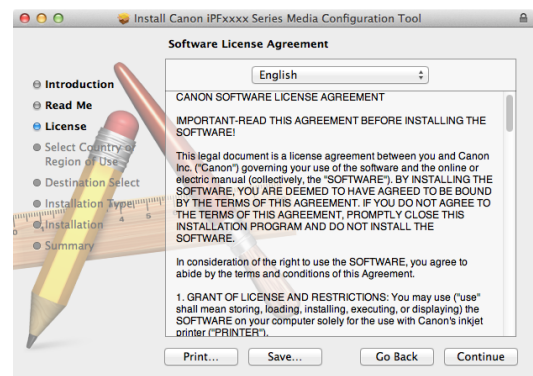 Install Canon iPFxxxx Series Media Configuration Tool
Software License Agreement
Introduction
Read Me
License
Select Country of
Region of Use
Destination Select
Installation Type
Installation
Summary
English
CANON SOFTWARE LICENSE AGREEMENT
IMPORTANT-READ THIS AGREEMENT BEFORE INSTALLING THE
SOFTWARE!
This legal document is a license agreement between you and Canon
Inc. ("Canon") governing your use of the software and the online or
electric manual (collectively, the "SOFTWARE"). BY INSTALLING THE
SOFTWARE, YOU ARE DEEMED TO HAVE AGREED TO BE BOUND
BY THE TERMS OF THIS AGREEMENT. IF YOU DO NOT AGREE TO
THE TERMS OF THIS AGREEMENT, PROMPTLY CLOSE THIS
INSTALLATION PROGRAM AND DO NOT INSTALL THE
SOFTWARE.
In consideration of the right to use the SOFTWARE, you agree to
abide by the terms and conditions of this Agreement.
1. GRANT OF LICENSE AND RESTRICTIONS: You may use ("use"
shall mean storing, loading, installing, executing, or displaying) the
SOFTWARE on your computer solely for the use with Canon's inkjet
printer ("PRINTER").
Print...
Save...
Go Back
Continue